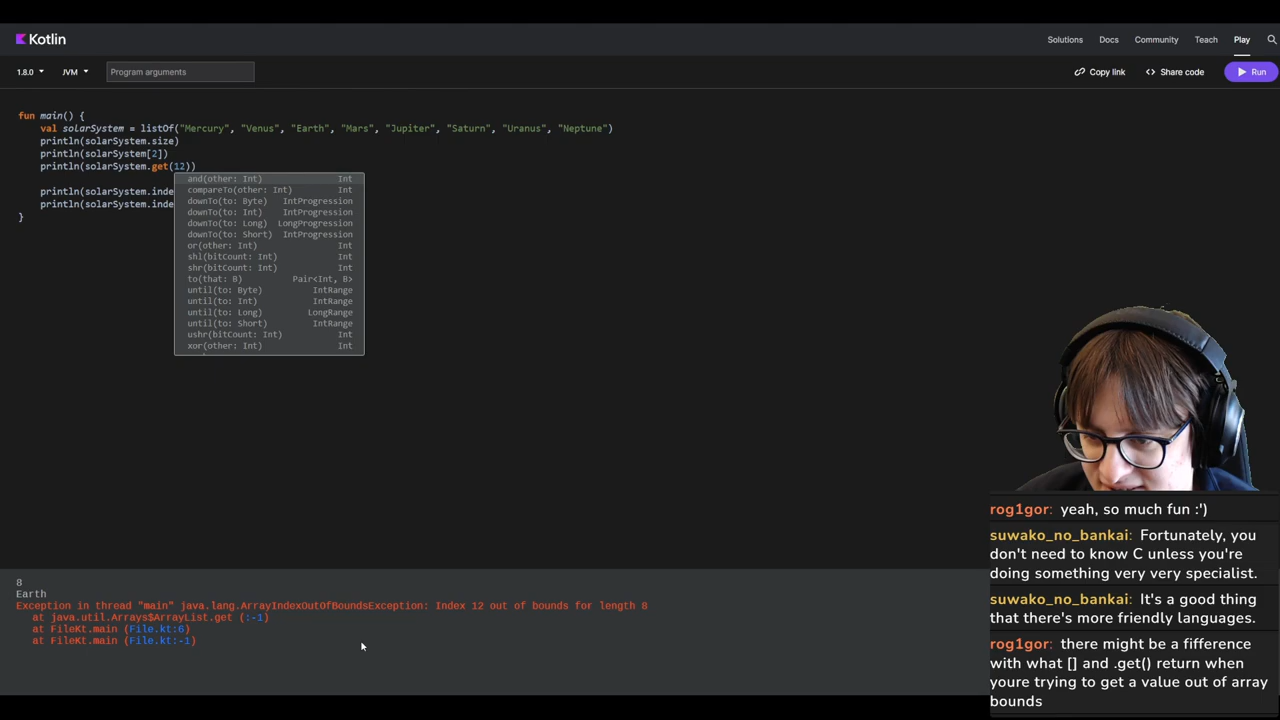 Kotlin
Solutions Docs Community Teach Play
1.8.0 JVM Program arguments Copy link Share code Run
fun main() {
val solarSystem = listOf("Mercury", "Venus", "Earth", "Mars", "Jupiter", "Saturn", "Uranus", "Neptune")
println(solarSystem.size)
println(solarSystem[2])
println(solarSystem.get(12))
println(solarSystem.inde
println(solarSystem.inde
}
and(other: Int) Int
compareTo(other: Int) Int
downTo(to: Byte) IntProgression
downTo(to: Int) IntProgression
downTo(to: Long) LongProgression
downTo(to: Short) IntProgression
or(other: Int) Int
shl(bitCount: Int) Int
shr(bitCount: Int) Int
to(that: B) Pair<Int, B>
until(to: Byte) IntRange
until(to: Int) IntRange
until(to: Long) LongRange
until(to: Short) IntRange
ushr(bitCount: Int) Int
xor(other: Int) Int
8
Earth
Exception in thread "main" java.lang.ArrayIndexOutOfBoundsException: Index 12 out of bounds for length 8
at java.util.Arrays$ArrayList.get (:-1)
at FileKt.main (File.kt:6)
at FileKt.main (File.kt:-1)
rog1gor: yeah, so much fun :')
suwako_no_bankai: Fortunately, you
don't need to know C unless you're
doing something very very specialist.
suwako_no_bankai: It's a good thing
that there's more friendly languages.
rog1gor: there might be a fifference
with what [] and .get() return when
youre trying to get a value out of array
bounds